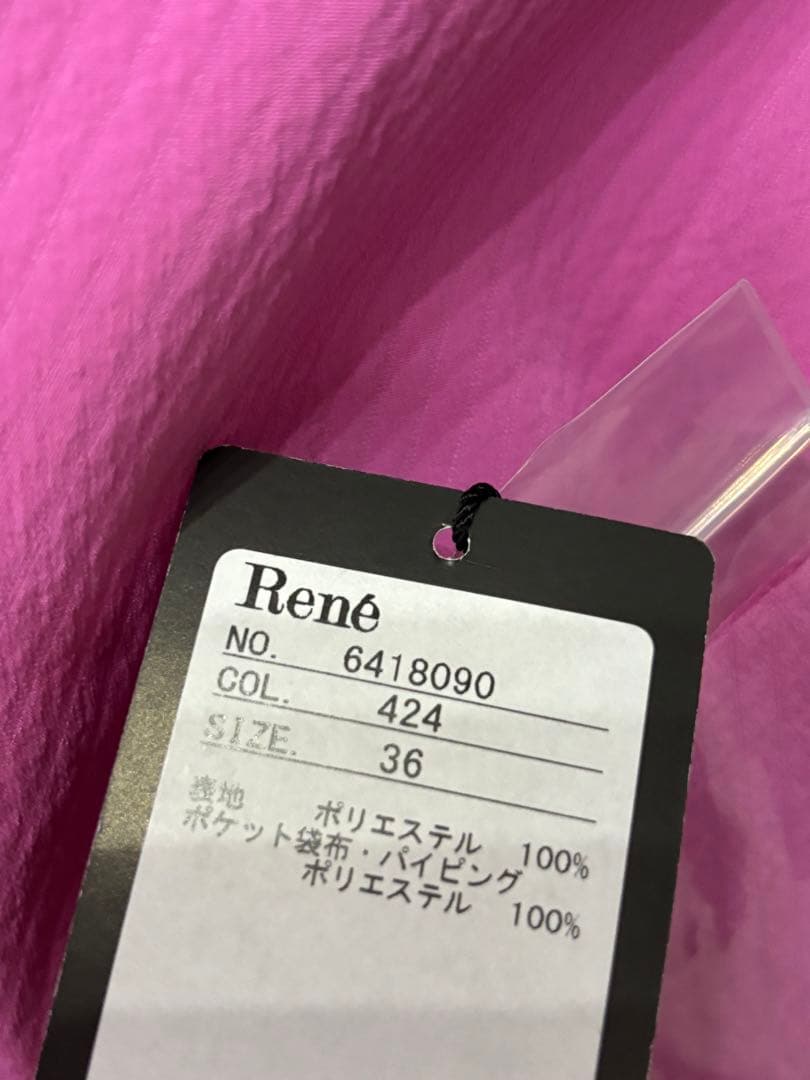 René
NO. 6418090
COL. 424
SIZE. 36
表地 ポリエステル 100%
ポケット袋布・パイピング
ポリエステル 100%